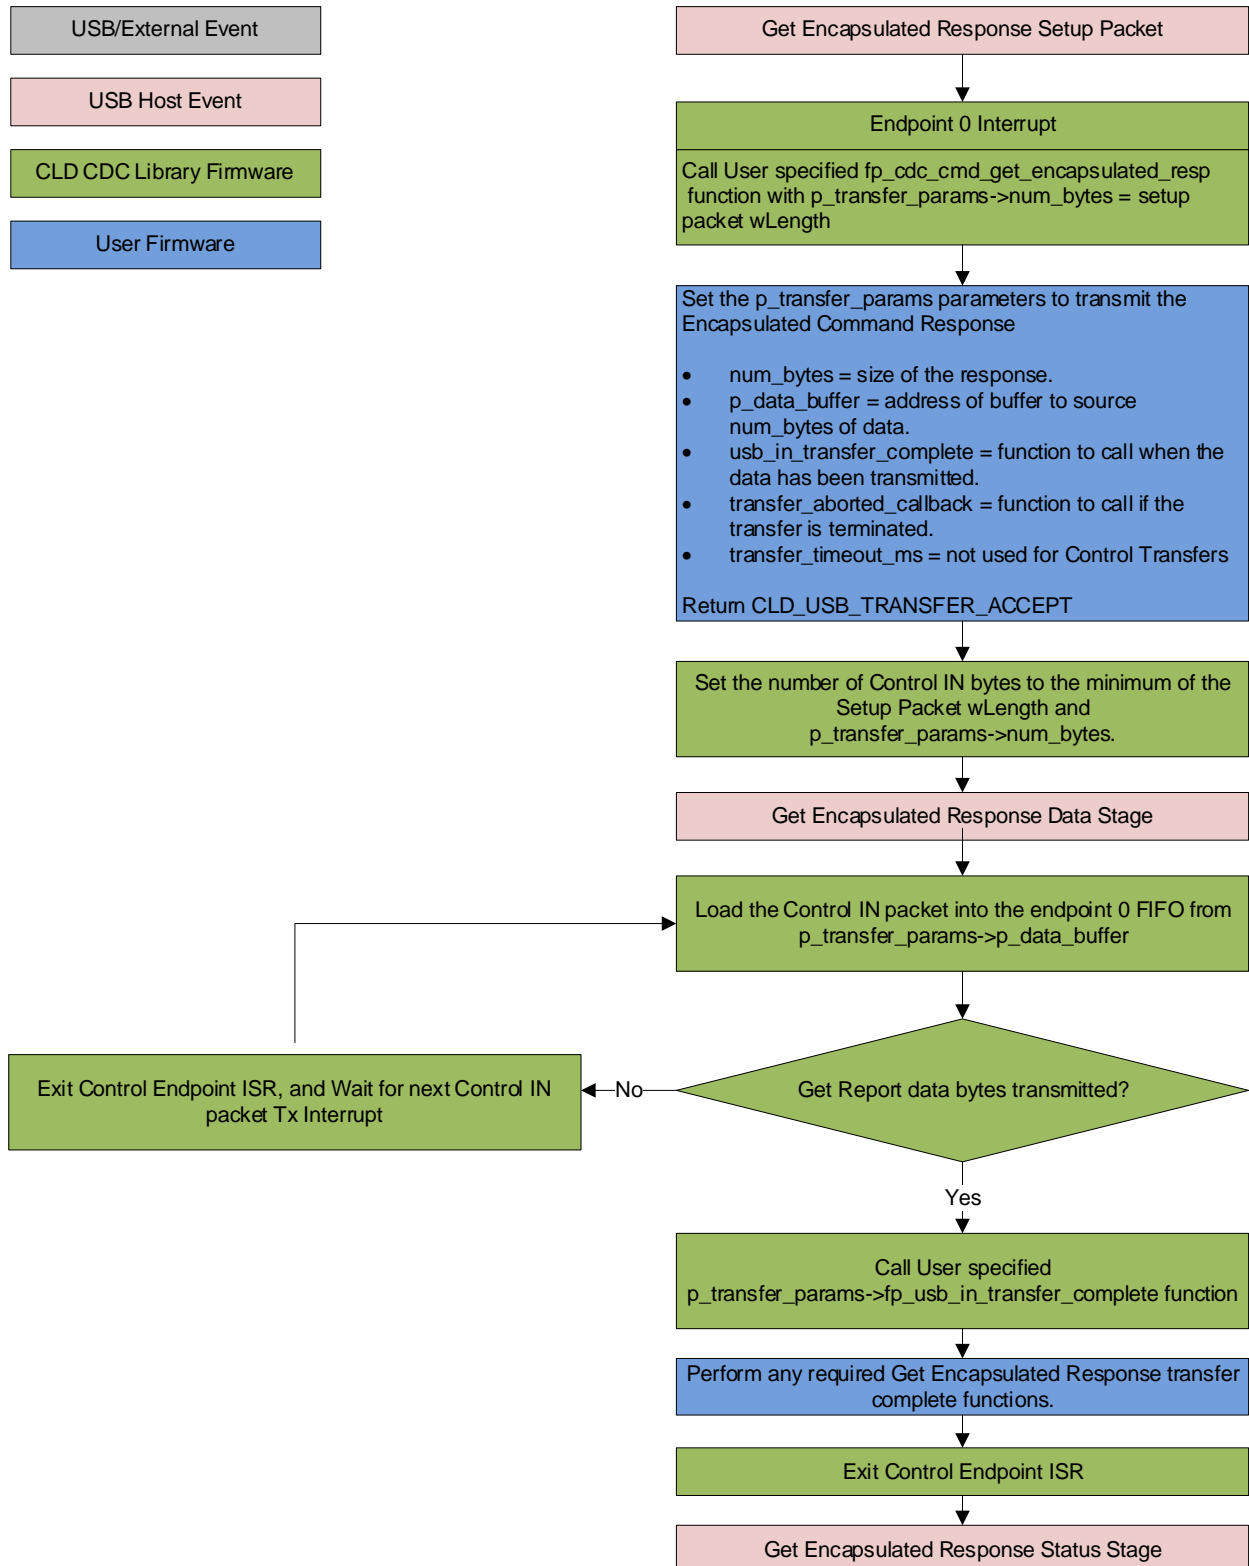 USB/External Event
USB Host Event
CLD CDC Library Firmware
User Firmware
Get Encapsulated Response Setup Packet
Endpoint 0 Interrupt
Call User specified fp_cdc_cmd_get_encapsulated_resp
function with p_transfer_params->num_bytes = setup
packet wLength
Set the p_transfer_params parameters to transmit the
Encapsulated Command Response
• num_bytes = size of the response.
• p_data_buffer = address of buffer to source
num_bytes of data.
• usb_in_transfer_complete = function to call when the
data has been transmitted.
• transfer_aborted_callback = function to call if the
transfer is terminated.
• transfer_timeout_ms = not used for Control Transfers
Return CLD_USB_TRANSFER_ACCEPT
Set the number of Control IN bytes to the minimum of the
Setup Packet wLength and
p_transfer_params->num_bytes.
Get Encapsulated Response Data Stage
Load the Control IN packet into the endpoint 0 FIFO from
p_transfer_params->p_data_buffer
Get Report data bytes transmitted?
No
Exit Control Endpoint ISR, and Wait for next Control IN
packet Tx Interrupt
Yes
Call User specified
p_transfer_params->fp_usb_in_transfer_complete function
Perform any required Get Encapsulated Response transfer
complete functions.
Exit Control Endpoint ISR
Get Encapsulated Response Status Stage